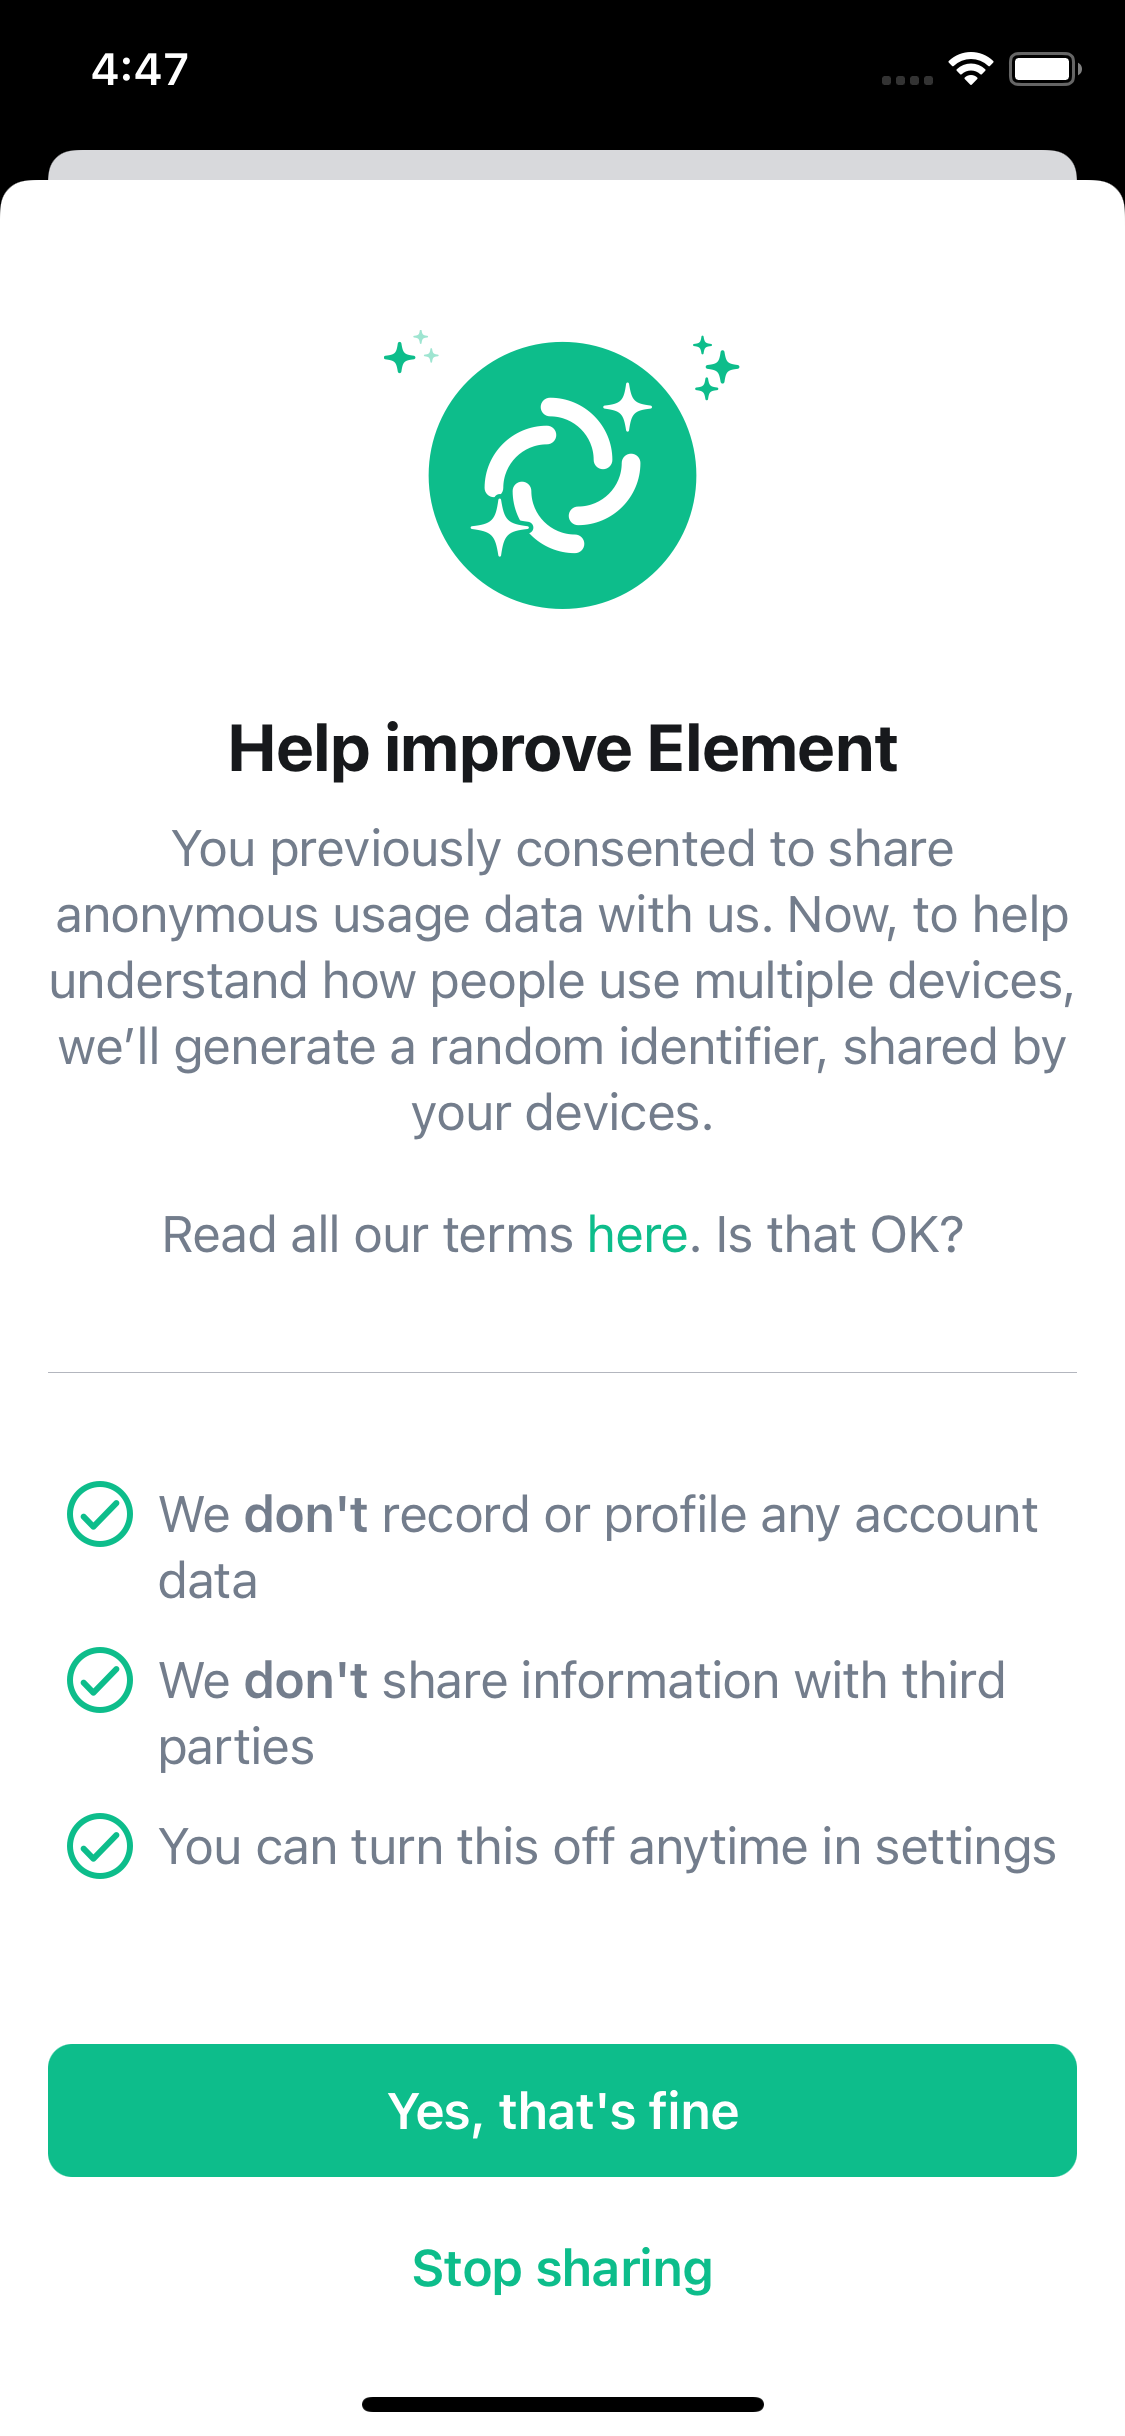 4:47
Help improve Element
You previously consented to share
anonymous usage data with us. Now, to help
understand how people use multiple devices,
we’ll generate a random identifier, shared by
your devices.
Read all our terms here. Is that OK?
We don't record or profile any account
data
We don't share information with third
parties
You can turn this off anytime in settings
Yes, that's fine
Stop sharing